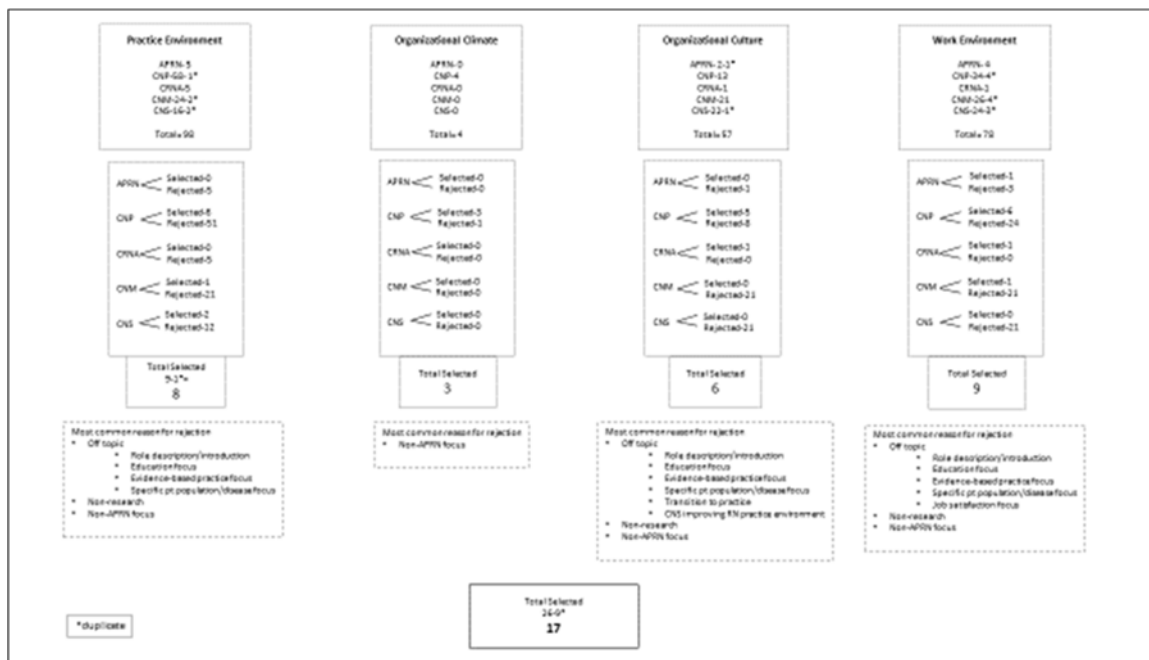 Practice Environment
APRN-5
CNP-58-1*
CRNA-5
CNM-24-2*
CNS-16-2*
Total=98
APRN
Selected-0
Rejected-5
CNP
Selected-6
Rejected-51
CRNA
Selected-0
Rejected-5
CNM
Selected-1
Rejected-21
CNS
Selected-2
Rejected-12
Total Selected
9-1*=
8
Most common reason for rejection
• Off topic
• Role description/introduction
• Education focus
• Evidence-based practice focus
• Specific pt. population/disease focus
• Non-research
• Non-APRN focus
Organizational Climate
APRN-0
CNP-4
CRNA-0
CNM-0
CNS-0
Total=4
APRN
Selected-0
Rejected-0
CNP
Selected-3
Rejected-1
CRNA
Selected-0
Rejected-0
CNM
Selected-0
Rejected-0
CNS
Selected-0
Rejected-0
Total Selected
3
Most common reason for rejection
• Non-APRN focus
Organizational Culture
APRN-2-1*
CNP-13
CRNA-1
CNM-21
CNS-22-1*
Total=57
APRN
Selected-0
Rejected-1
CNP
Selected-5
Rejected-8
CRNA
Selected-1
Rejected-0
CNM
Selected-0
Rejected-21
CNS
Selected-0
Rejected-21
Total Selected
6
Most common reason for rejection
• Off topic
• Role description/introduction
• Education focus
• Evidence-based practice focus
• Specific pt. population/disease focus
• Transition to practice
• CNS improving RN practice environment
• Non-research
• Non-APRN focus
Work Environment
APRN-4
CNP-34-4*
CRNA-1
CNM-26-4*
CNS-24-3*
Total=78
APRN
Selected-1
Rejected-3
CNP
Selected-6
Rejected-24
CRNA
Selected-1
Rejected-0
CNM
Selected-1
Rejected-21
CNS
Selected-0
Rejected-21
Total Selected
9
Most common reason for rejection
• Off topic
• Role description/introduction
• Education focus
• Evidence-based practice focus
• Specific pt. population/disease focus
• Job satisfaction focus
• Non-research
• Non-APRN focus
Total Selected
26-9*
17
*duplicate